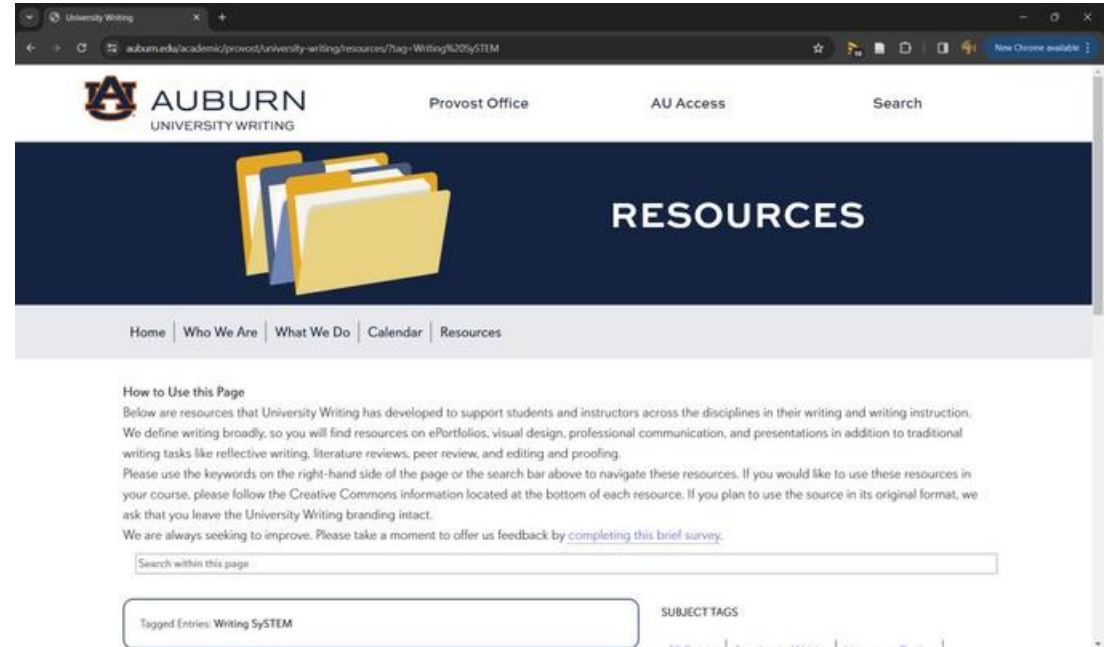 University Writing
auburn.edu/academic/provost/university-writing/resources/?tag=Writing%20SySTEM
New Chrome available
AUBURN
UNIVERSITY WRITING
Provost Office
AU Access
Search
RESOURCES
Home
Who We Are
What We Do
Calendar
Resources
How to Use this Page
Below are resources that University Writing has developed to support students and instructors across the disciplines in their writing and writing instruction.
We define writing broadly, so you will find resources on ePortfolios, visual design, professional communication, and presentations in addition to traditional
writing tasks like reflective writing, literature reviews, peer review, and editing and proofing.
Please use the keywords on the right-hand side of the page or the search bar above to navigate these resources. If you would like to use these resources in
your course, please follow the Creative Commons information located at the bottom of each resource. If you plan to use the source in its original format, we
ask that you leave the University Writing branding intact.
We are always seeking to improve. Please take a moment to offer us feedback by completing this brief survey.
Search within this page
Tagged Entries: Writing SySTEM
SUBJECT TAGS